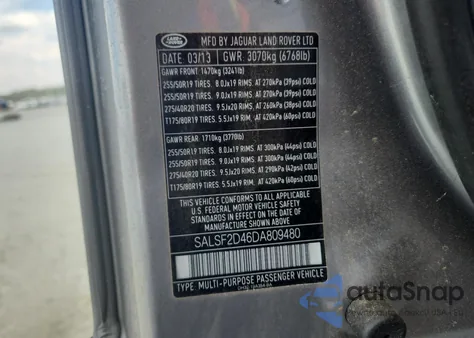 LAND ROVER
MFD BY JAGUAR LAND ROVER LTD
DATE: 03/13 GWR 3070kg (6768lb)
GAWR FRONT 1470kg (3241lb)
255/50R19 TIRES, 8.0Jx19 RIMS, AT 270kPa (39psi) COLD
255/50R19 TIRES, 9.0Jx19 RIMS, AT 270kPa (39psi) COLD
275/40R20 TIRES, 9.5Jx20 RIMS, AT 260kPa (38psi) COLD
T175/80R19 TIRES, 5.5Jx19 RIM, AT 420kPa (60psi) COLD
GAWR REAR 1710kg (3770lb)
255/50R19 TIRES, 8.0Jx19 RIMS, AT 300kPa (44psi) COLD
255/50R19 TIRES, 9.0Jx19 RIMS, AT 300kPa (44psi) COLD
275/40R20 TIRES, 9.5Jx20 RIMS, AT 290kPa (42psi) COLD
T175/80R19 TIRES, 5.5Jx19 RIM, AT 420kPa (60psi) COLD
THIS VEHICLE CONFORMS TO ALL APPLICABLE
U.S. FEDERAL MOTOR VEHICLE SAFETY
STANDARDS IN EFFECT ON THE DATE OF
MANUFACTURE SHOWN ABOVE
SALSF2D46DA809480
TYPE: MULTI-PURPOSE PASSENGER VEHICLE
autoSnap